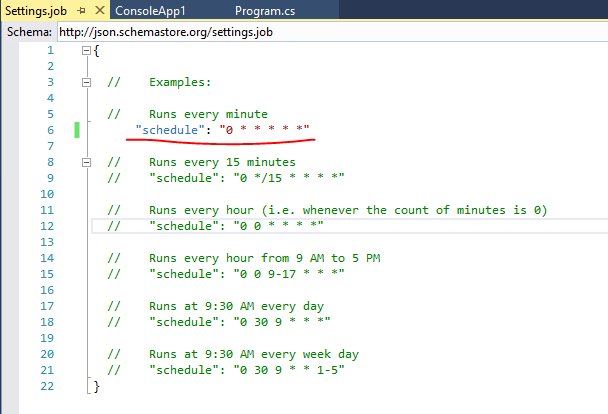 Settings.job ConsoleApp1 Program.cs
Schema: http://json.schemastore.org/settings.job
1 {
2
3 // Examples:
4
5 // Runs every minute
6 "schedule": "0 * * * * *"
7
8 // Runs every 15 minutes
9 // "schedule": "0 */15 * * * *"
10
11 // Runs every hour (i.e. whenever the count of minutes is 0)
12 // "schedule": "0 0 * * * *"
13
14 // Runs every hour from 9 AM to 5 PM
15 // "schedule": "0 0 9-17 * * *"
16
17 // Runs at 9:30 AM every day
18 // "schedule": "0 30 9 * * *"
19
20 // Runs at 9:30 AM every week day
21 // "schedule": "0 30 9 * * 1-5"
22 }